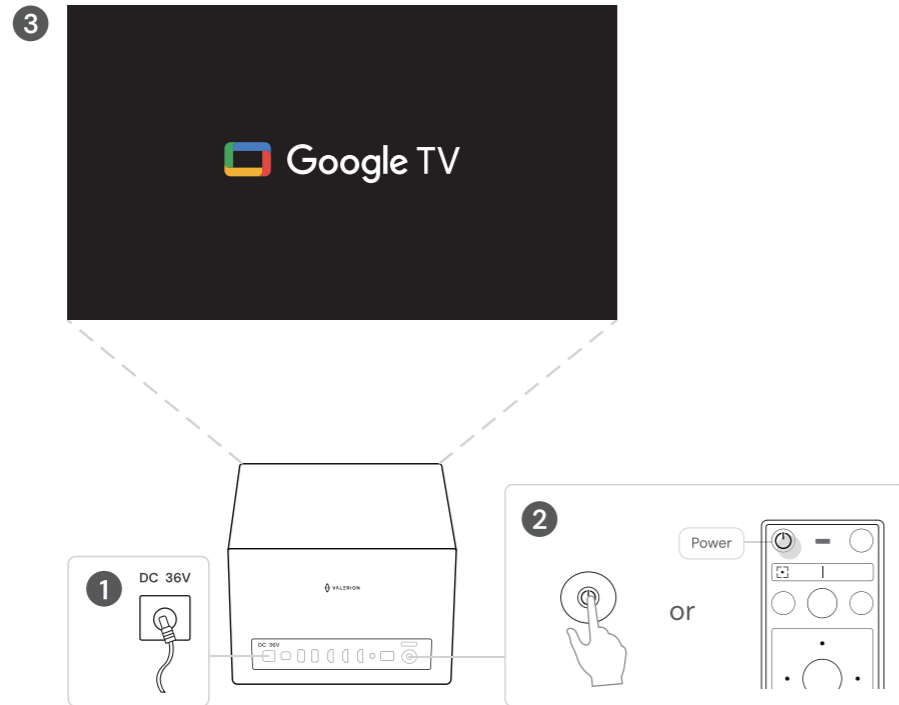 3
Google TV
1
DC 36V
VALERION
DC 36V
2
Power
or